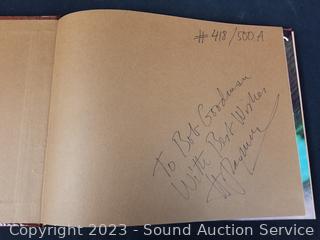 #418/500A
To Bob Goodman
With Best Wishes
Copyright 2023 - Sound Auction Service